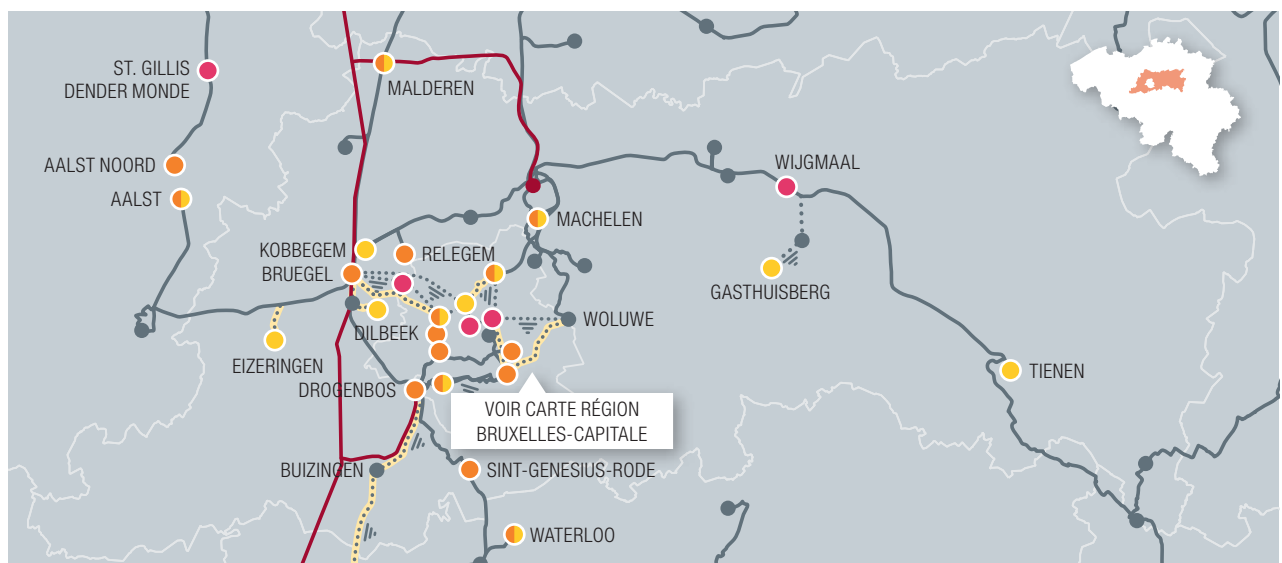 ST. GILLIS
DENDER MONDE
MALDEREN
AALST NOORD
AALST
WIJGMAAL
MACHELEN
KOBBEGEM
RELEGEM
BRUEGEL
GASTHUISBERG
WOLUWE
DILBEEK
EIZERINGEN
TIENEN
DROGENBOS
VOIR CARTE RÉGION
BRUXELLES-CAPITALE
BUIZINGEN
SINT-GENESIUS-RODE
WATERLOO